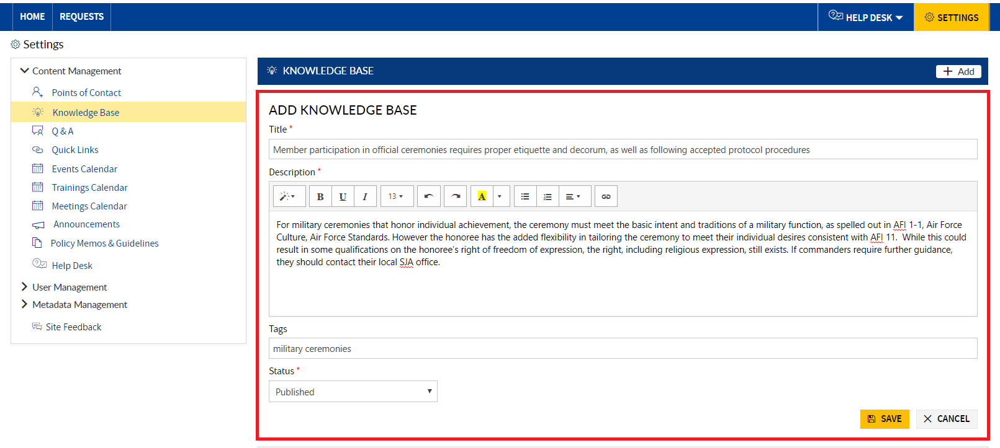 HOME
REQUESTS
HELP DESK
SETTINGS
Settings
Content Management
Points of Contact
Knowledge Base
Q & A
Quick Links
Events Calendar
Trainings Calendar
Meetings Calendar
Announcements
Policy Memos & Guidelines
Help Desk
User Management
Metadata Management
Site Feedback
KNOWLEDGE BASE
Add
ADD KNOWLEDGE BASE
Title *
Member participation in official ceremonies requires proper etiquette and decorum, as well as following accepted protocol procedures
Description *
B U I 13 A
For military ceremonies that honor individual achievement, the ceremony must meet the basic intent and traditions of a military function, as spelled out in AFI 1-1, Air Force
Culture, Air Force Standards. However the honoree has the added flexibility in tailoring the ceremony to meet their individual desires consistent with AFI 11. While this could
result in some qualifications on the honoree's right of freedom of expression, the right, including religious expression, still exists. If commanders require further guidance,
they should contact their local SJA office.
Tags
military ceremonies
Status *
Published
SAVE
CANCEL